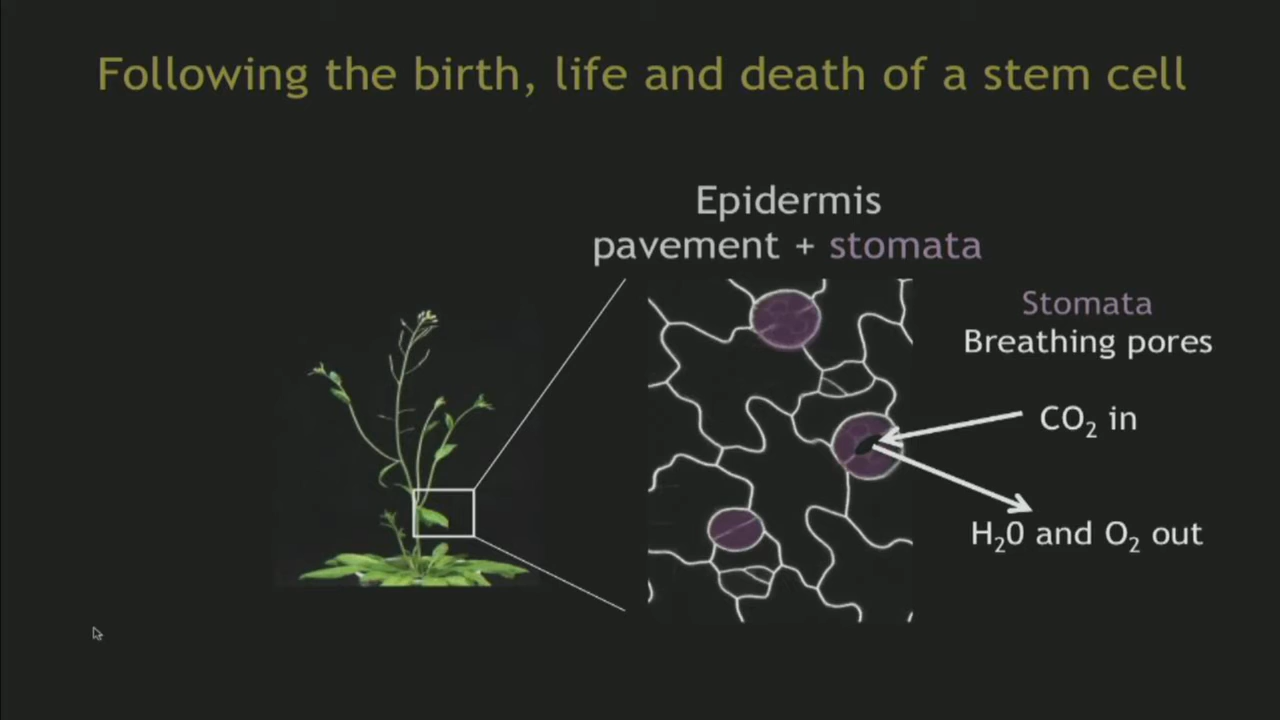 Following the birth, life and death of a stem cell
Epidermis
pavement + stomata
Stomata
Breathing pores
CO₂ in
H₂0 and O₂ out